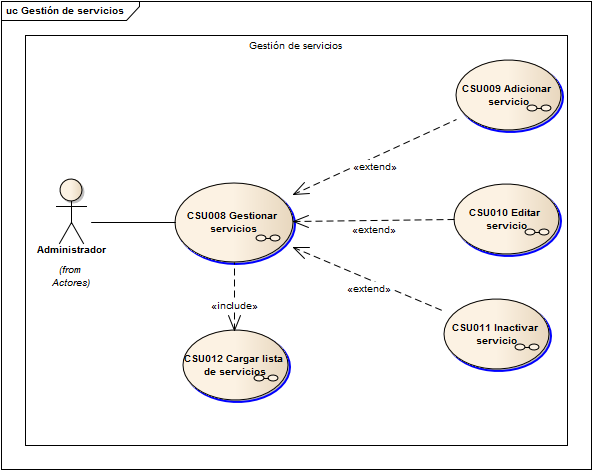 uc Gestión de servicios
Gestión de servicios
CSU009 Adicionar
servicio
«extend»
CSU008 Gestionar
servicios
CSU010 Editar
servicio
«extend»
Administrador
(from
Actores)
«extend»
«include»
CSU011 Inactivar
servicio
CSU012 Cargar lista
de servicios